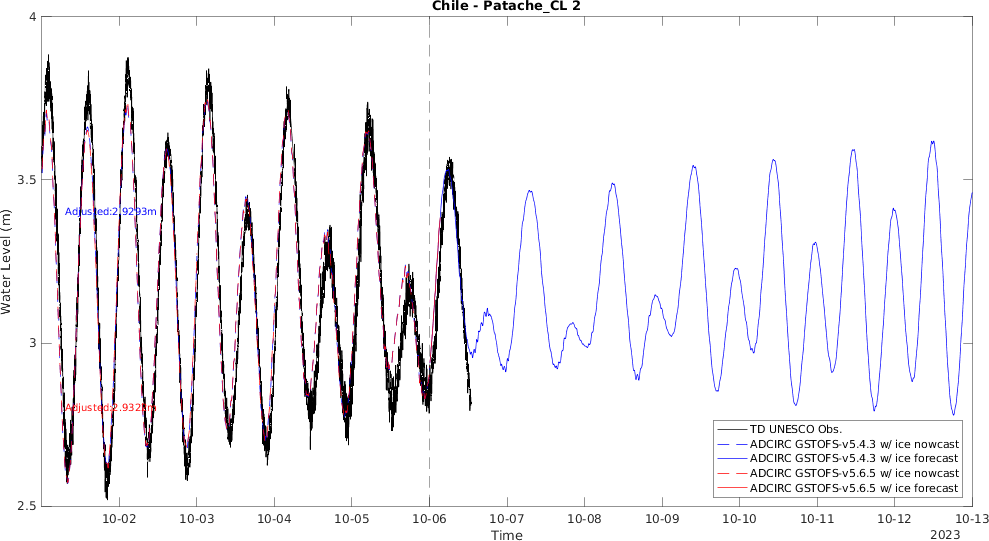 Chile - Patache_CL 2
4
3.5
3
2.5
Water Level (m)
Adjusted:2.9293m
TD UNESCO Obs.
ADCIRC GSTOFS-v5.4.3 w/ ice nowcast
ADCIRC GSTOFS-v5.4.3 w/ ice forecast
ADCIRC GSTOFS-v5.6.5 w/ ice nowcast
ADCIRC GSTOFS-v5.6.5 w/ ice forecast
10-02 10-03 10-04 10-05 10-06 10-07 10-08 10-09 10-10 10-11 10-12 10-13
Time
2023